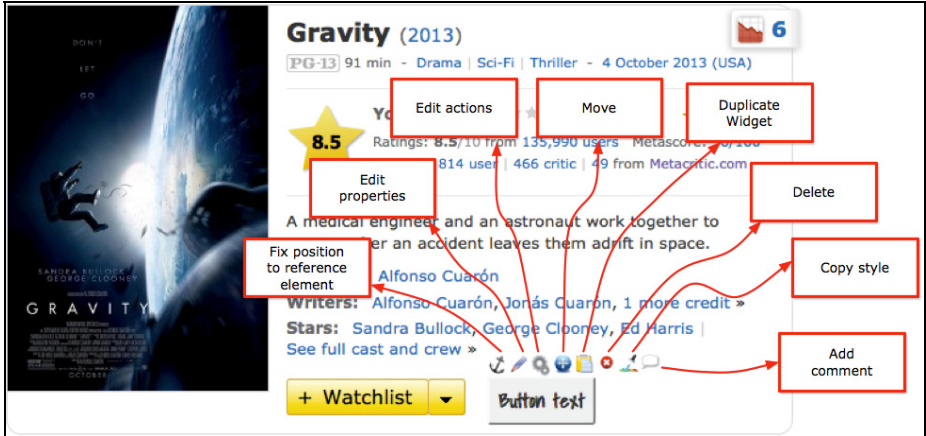 DON'T
LET
GO
SANDRA BULLOCK
GEORGE CLOONEY
GRAVITY
OCTOBER
Gravity (2013)
6
PG-13 91 min - Drama | Sci-Fi | Thriller - 4 October 2013 (USA)
Edit actions
Move
Duplicate
Widget
8.5
Ratings: 8.5/10 from 135,990 users Metascore: /100
814 user | 466 critic | 49 from Metacritic.com
Edit
properties
Delete
A medical engineer and an astronaut work together to
an accident leaves them adrift in space.
Fix position
to reference
element
Alfonso Cuarón
Copy style
Writers: Alfonso Cuarón, Jonás Cuarón, 1 more credit »
Stars: Sandra Bullock, George Clooney, Ed Harris |
See full cast and crew »
Add
comment
+ Watchlist
Button text